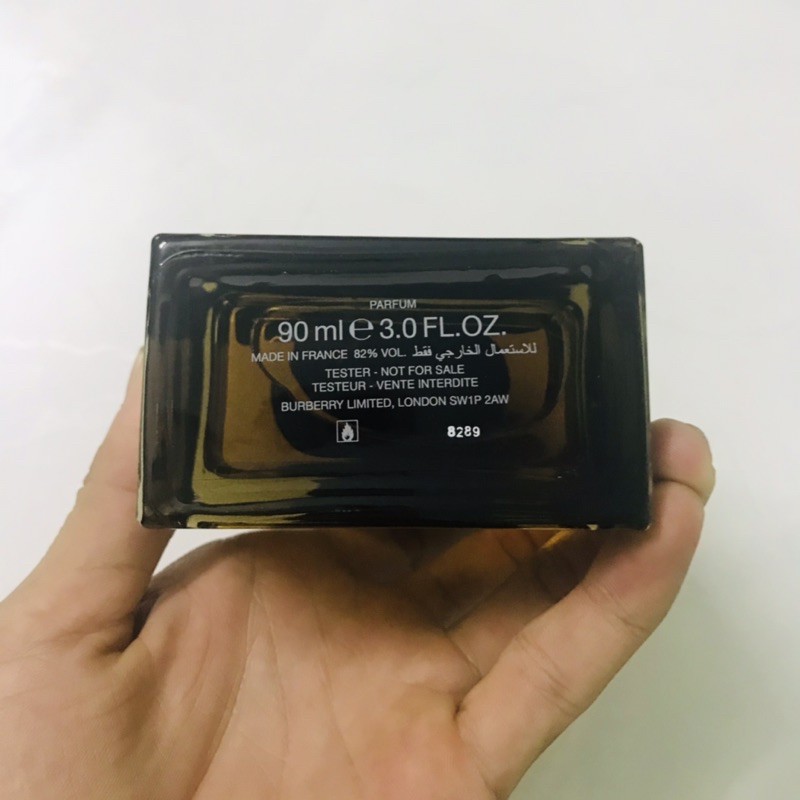 PARFUM
90 ml ℮ 3.0 FL.OZ.
MADE IN FRANCE 82% VOL. للاستعمال الخارجي فقط
TESTER - NOT FOR SALE
TESTEUR - VENTE INTERDITE
BURBERRY LIMITED, LONDON SW1P 2AW
8289